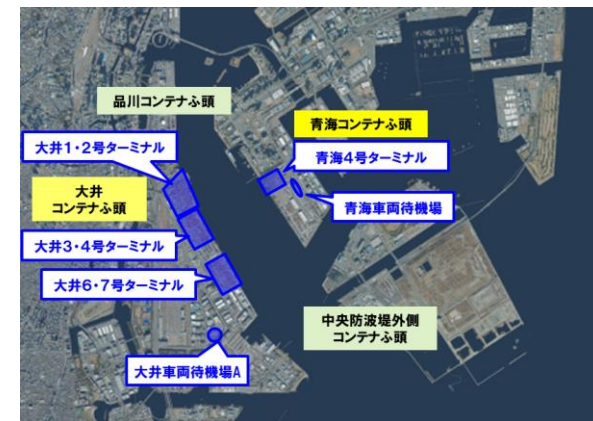 品川コンテナふ頭
青海コンテナふ頭
大井1・2号ターミナル
青海4号ターミナル
大井
コンテナふ頭
青海車両待機場
大井3・4号ターミナル
大井6・7号ターミナル
中央防波堤外側
コンテナふ頭
大井車両待機場A